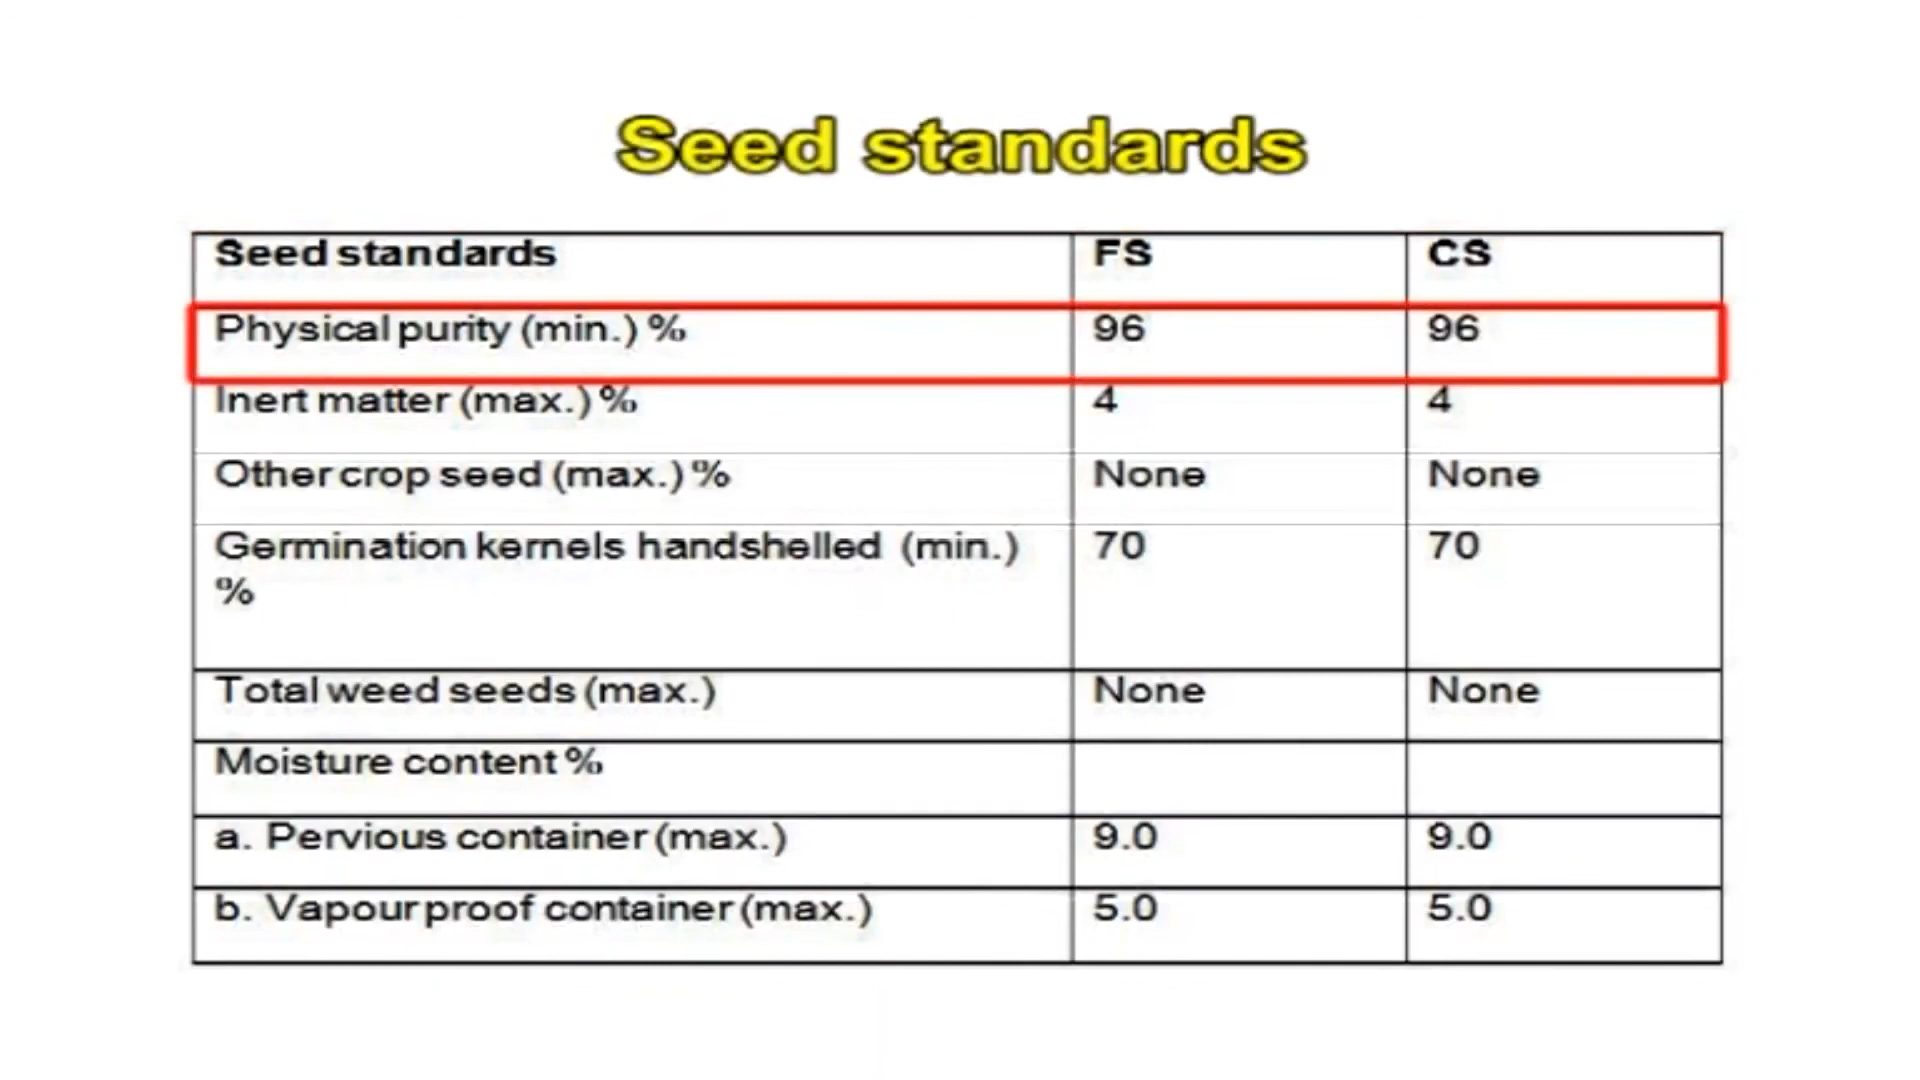 Seed standards
Seed standards FS CS
Physical purity (min.) % 96 96
Inert matter (max.) % 4 4
Other crop seed (max.) % None None
Germination kernels handshelled (min.) 70 70
%
Total weed seeds (max.) None None
Moisture content %
a. Pervious container (max.) 9.0 9.0
b. Vapour proof container (max.) 5.0 5.0